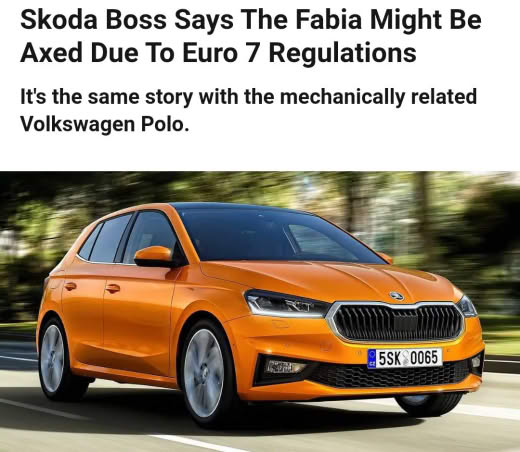 Skoda Boss Says The Fabia Might Be
Axed Due To Euro 7 Regulations
It's the same story with the mechanically related
Volkswagen Polo.
5SK 0065
CZ